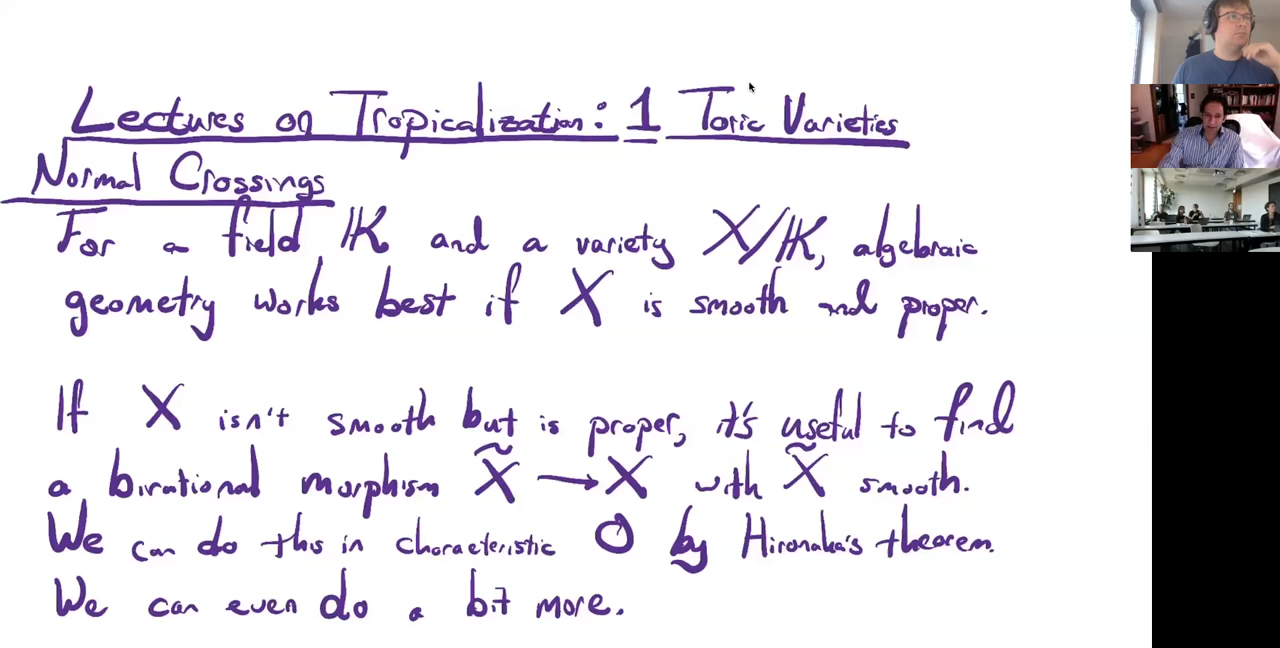 Lectures on Tropicalization: 1 Toric Varieties
Normal Crossings
For a field K and a variety X/K, algebraic
geometry works best if X is smooth and proper.
If X isn't smooth but is proper, it's useful to find
a birational morphism X̃ → X with X̃ smooth.
We can do this in characteristic 0 by Hironaka's theorem.
We can even do a bit more.